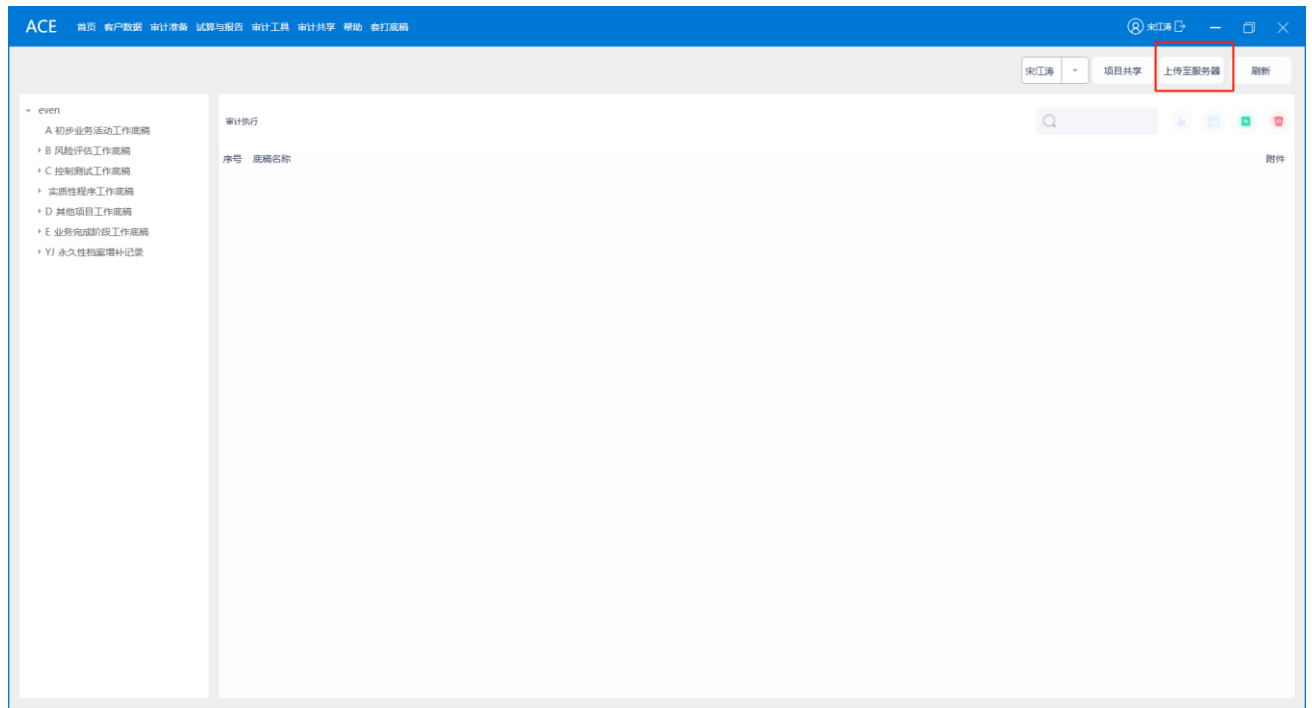 ACE 首页 客户数据 审计准备 试算与报告 审计工具 审计共享 帮助 套打底稿 宋江涛
宋江涛 项目共享 上传至服务器 刷新
even
A 初步业务活动工作底稿
B 风险评估工作底稿
C 控制测试工作底稿
实质性程序工作底稿
D 其他项目工作底稿
E 业务完成阶段工作底稿
YJ 永久性档案增补记录
审计执行
序号 底稿名称 附件